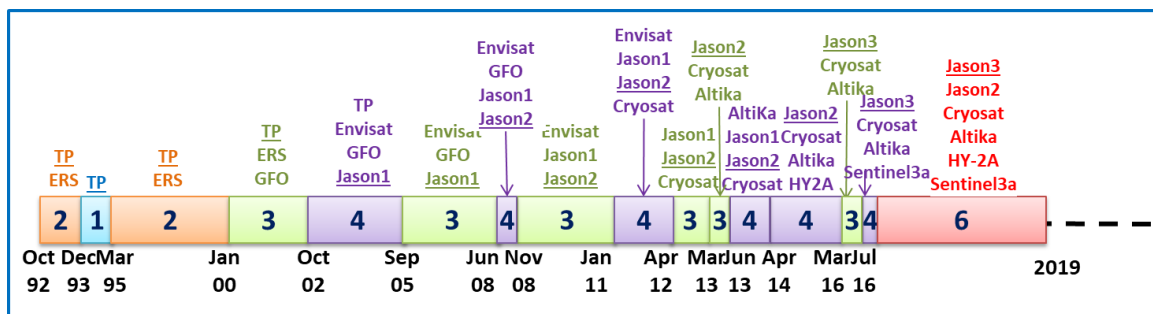 TP
ERS
TP
TP
ERS
TP
ERS
GFO
TP
Envisat
GFO
Jason1
Envisat
GFO
Jason1
Envisat
GFO
Jason1
Jason2
Envisat
Jason1
Jason2
Envisat
Jason1
Jason2
Cryosat
Jason1
Jason2
Cryosat
Jason2
Cryosat
Altika
AltiKa
Jason1
Jason2
Cryosat
Jason2
Cryosat
Altika
HY2A
Jason3
Cryosat
Altika
Jason3
Cryosat
Altika
Sentinel3a
Jason3
Jason2
Cryosat
Altika
HY-2A
Sentinel3a
2 1 2 3 4 3 4 3 4 3 3 4 4 3 4 6
Oct Dec Mar Jan Oct Sep Jun Nov Jan Apr Mar Jun Apr Mar Jul
92 93 95 00 02 05 08 08 11 12 13 13 14 16 16
2019